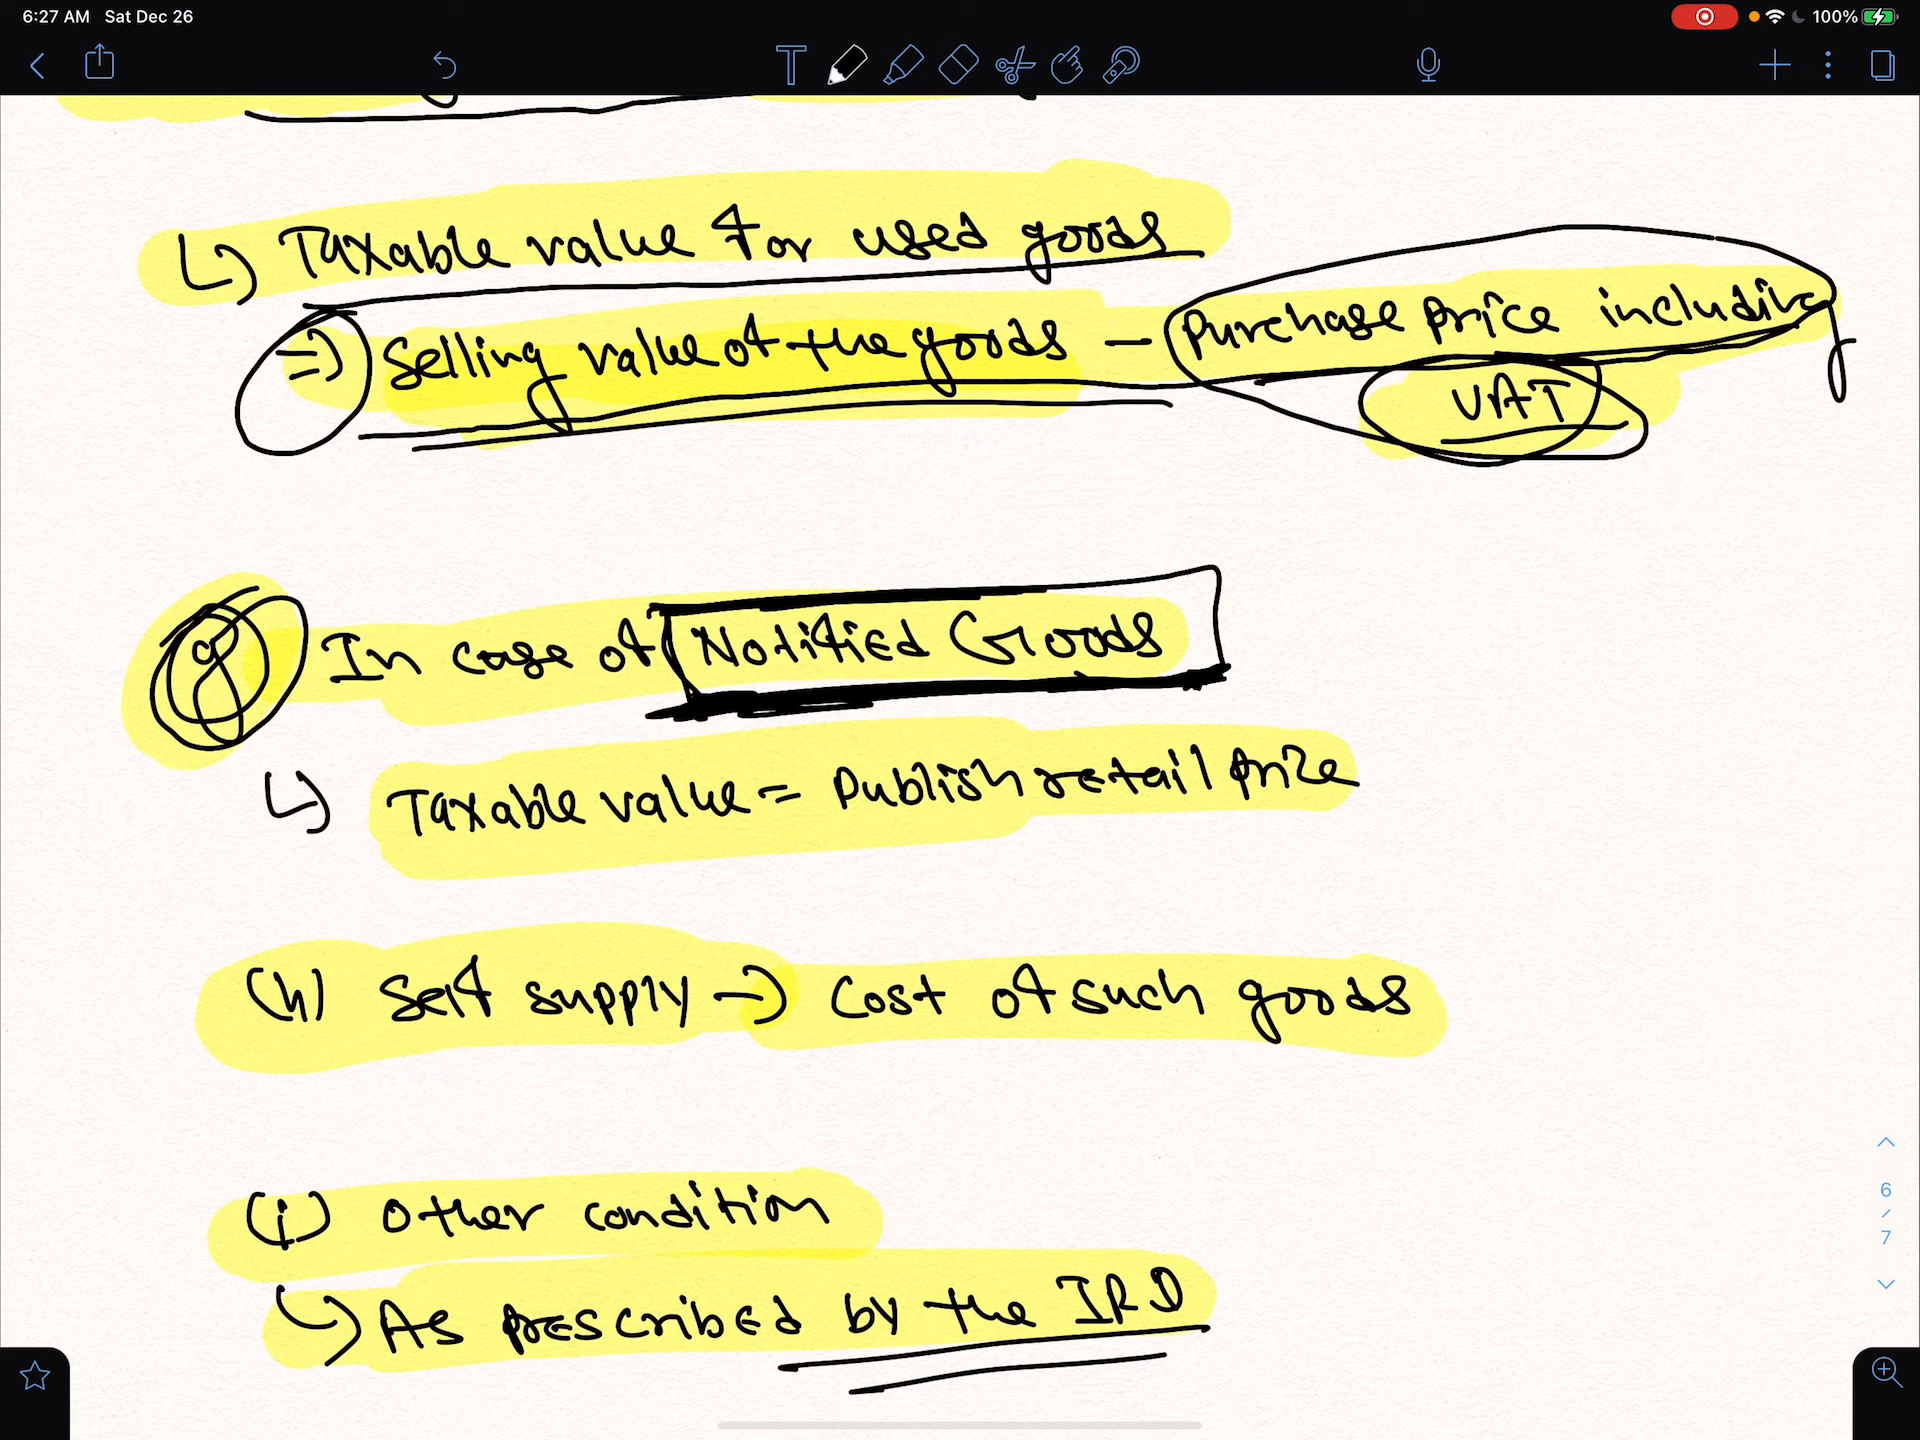 6:27 AM Sat Dec 26
100%
Taxable value for used goods
=) Selling value of the goods — Purchase price including
VAT
g In case of Notified Goods
Taxable value = Publish retail price
(h) Self supply → Cost of such goods
(i) Other condition
As prescribed by the IRD
6
/
7